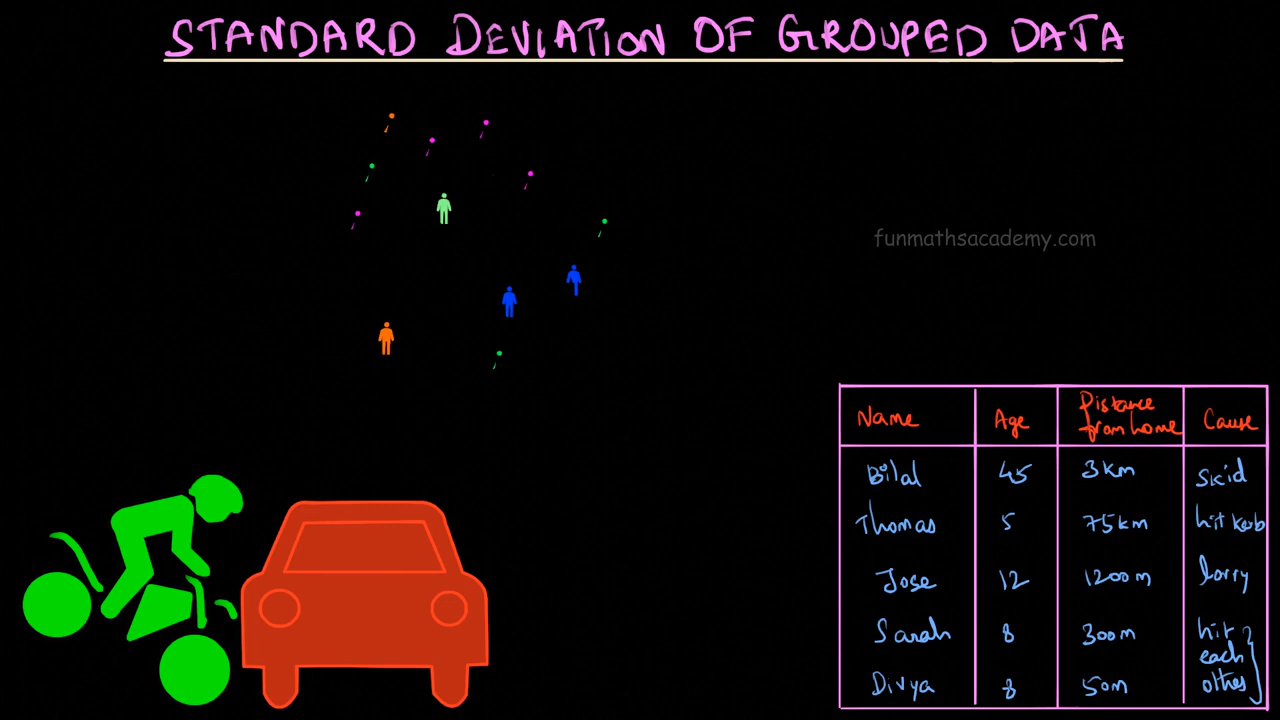 STANDARD DEVIATION OF GROUPED DATA
funmathsacademy.com
Name Age Distance from home Cause
Bilal 45 3km skid
Thomas 5 75km hit kerb
Jose 12 1200m lorry
Sarah 8 300m hit
each
Divya 8 50m other